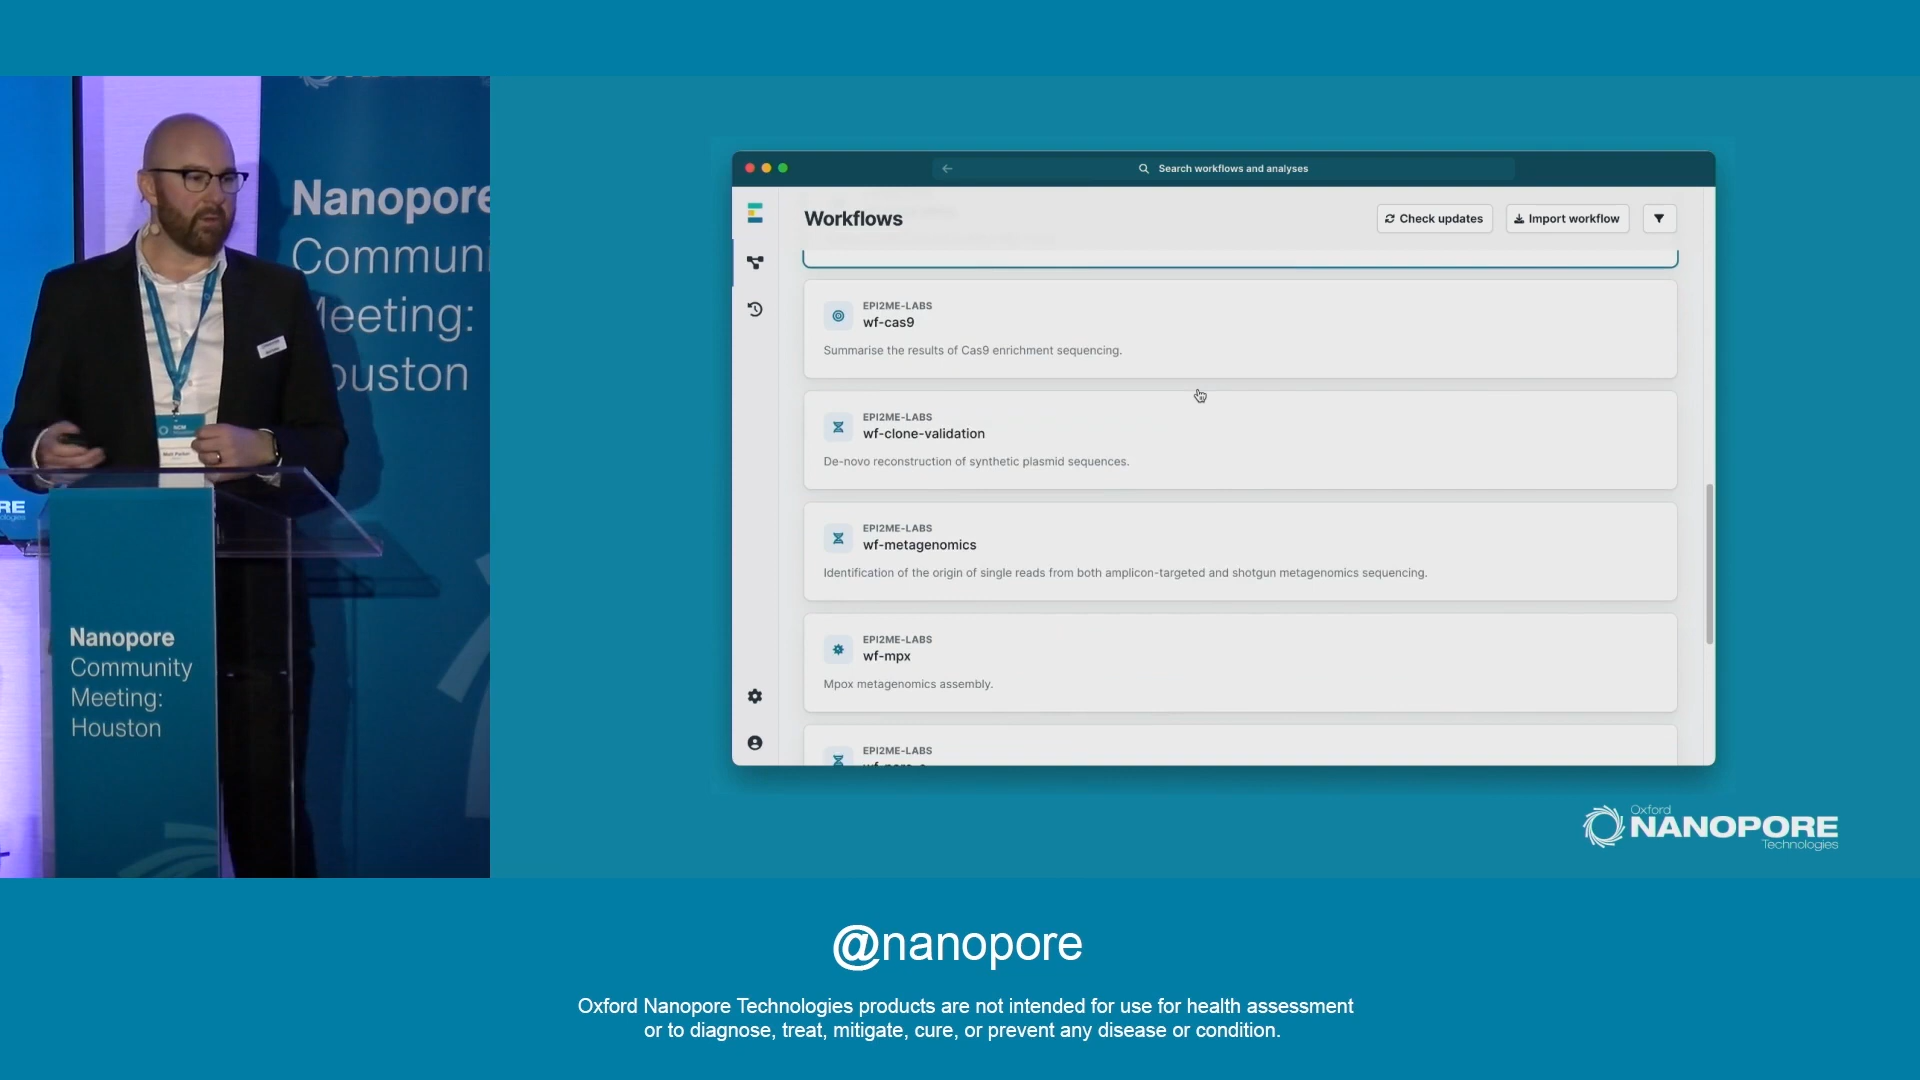 Nanopore
Communi
Meeting:
ouston
NCM
Matt Parker
RE
Nanopore
Community
Meeting:
Houston
Search workflows and analyses
Workflows
Check updates
Import workflow
EPI2ME-LABS
wf-cas9
Summarise the results of Cas9 enrichment sequencing.
EPI2ME-LABS
wf-clone-validation
De-novo reconstruction of synthetic plasmid sequences.
EPI2ME-LABS
wf-metagenomics
Identification of the origin of single reads from both amplicon-targeted and shotgun metagenomics sequencing.
EPI2ME-LABS
wf-mpx
Mpox metagenomics assembly.
EPI2ME-LABS
Oxford
NANOPORE
Technologies
@nanopore
Oxford Nanopore Technologies products are not intended for use for health assessment
or to diagnose, treat, mitigate, cure, or prevent any disease or condition.